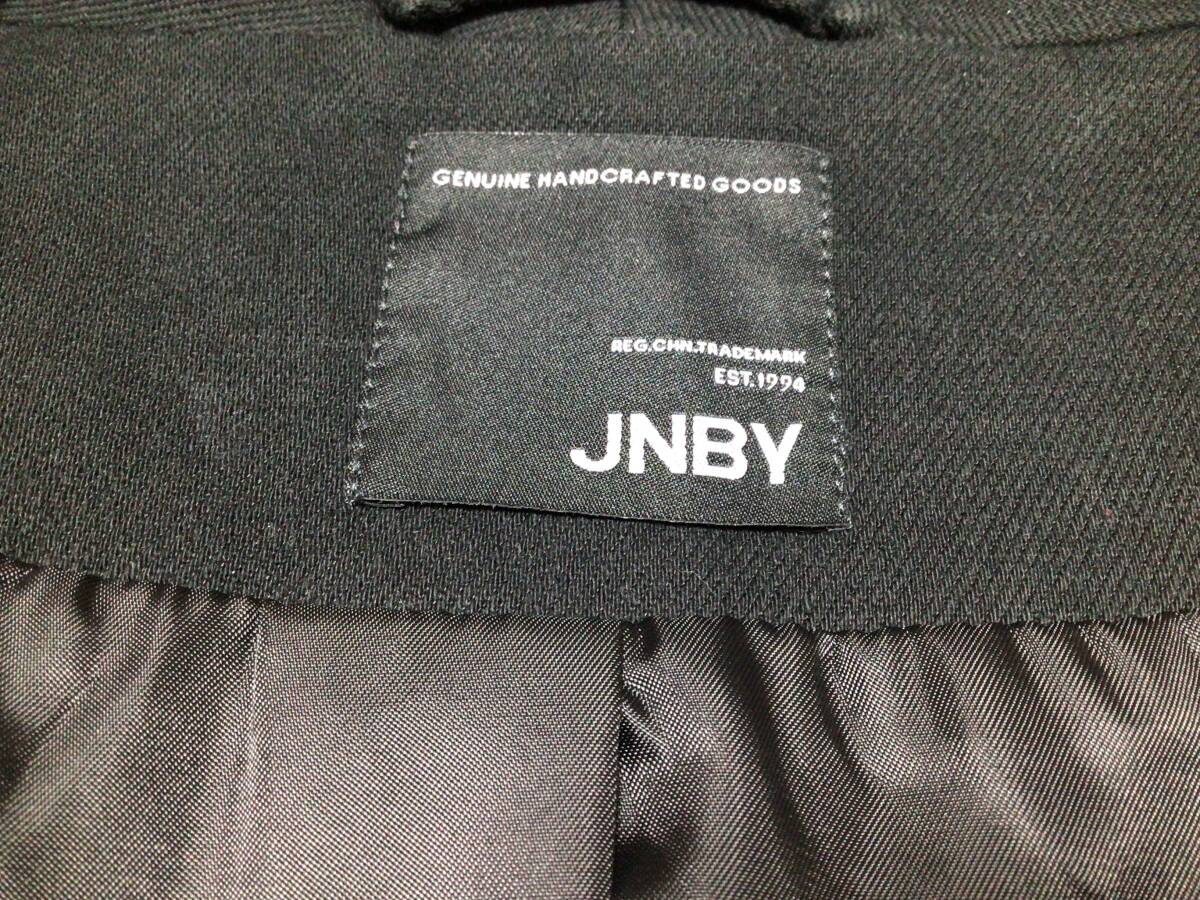 GENUINE HANDCRAFTED GOODS
REG.CHN.TRADEMARK
EST.1994
JNBY